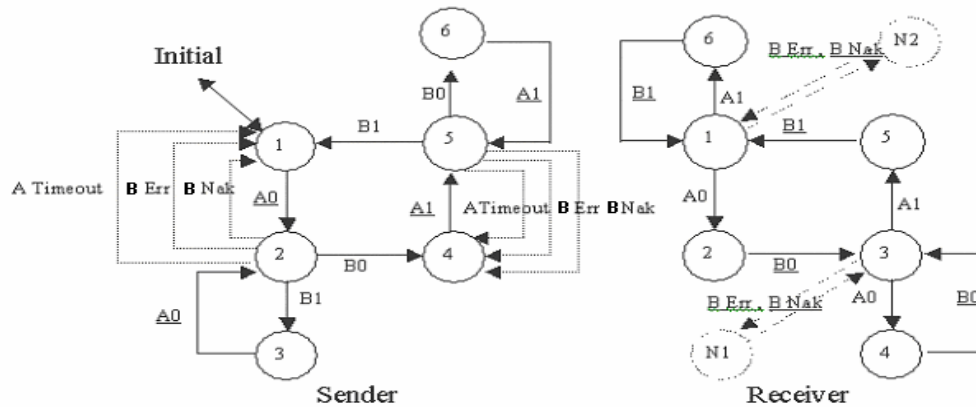 Initial
6
A1
B0
B1
5
1
A Timeout
B Err
B Nak
A0
A1
A Timeout
B Err
B Nak
2
B0
4
A0
B1
3
Sender
6
B Err , B Nak
N2
B1
A1
1
B1
5
A0
A1
2
B0
3
B Err , B Nak
A0
B0
N1
4
Receiver